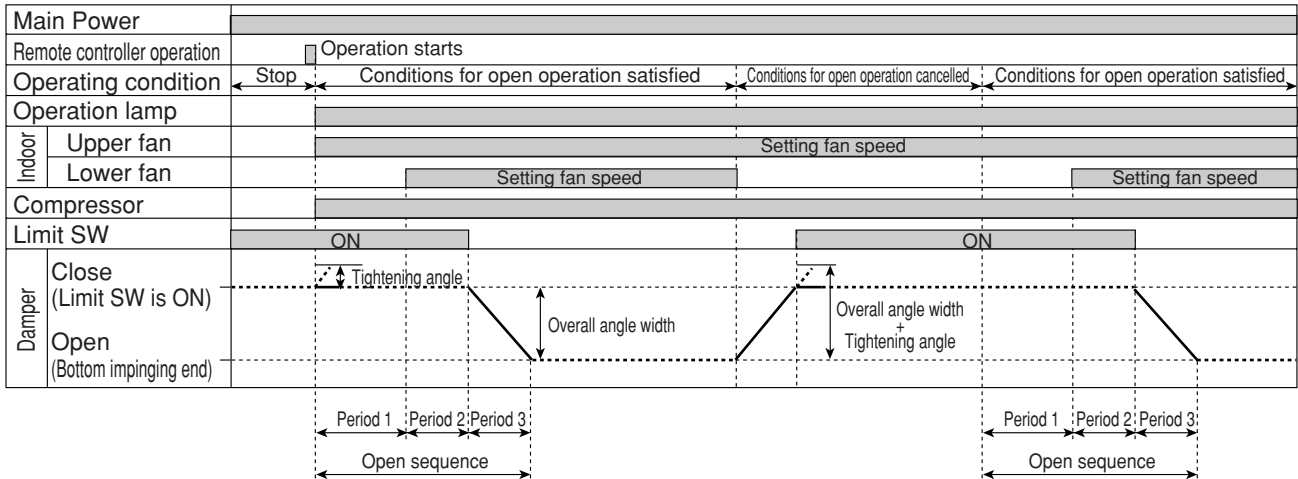 Main Power
Remote controller operation
Operation starts
Operating condition
Stop
Conditions for open operation satisfied
Conditions for open operation cancelled
Conditions for open operation satisfied
Operation lamp
Indoor
Upper fan
Setting fan speed
Lower fan
Setting fan speed
Setting fan speed
Compressor
Limit SW
ON
ON
Damper
Close
(Limit SW is ON)
Tightening angle
Overall angle width
Overall angle width
+
Tightening angle
Open
(Bottom impinging end)
Period 1
Period 2
Period 3
Period 1
Period 2
Period 3
Open sequence
Open sequence